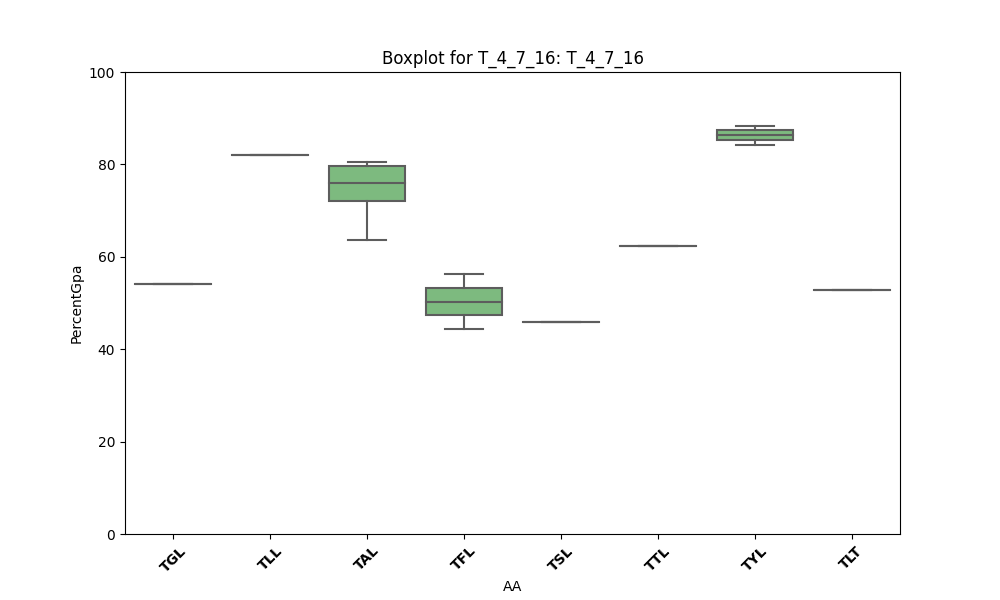 Boxplot for T_4_7_16: T_4_7_16
100
80
60
40
20
0
PercentGpa
TGL
TLL
TAL
TFL
TSL
TTL
TYL
TLT
AA